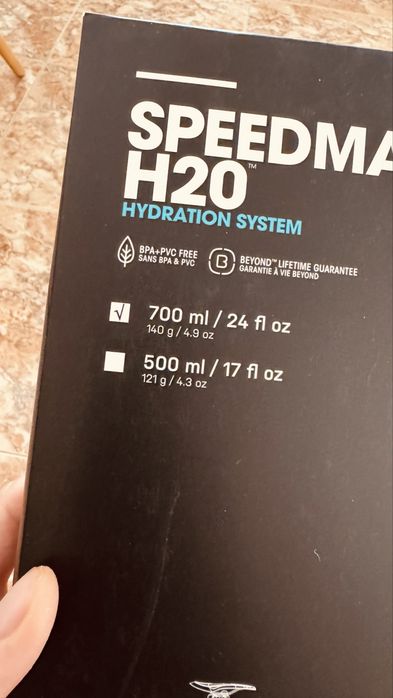 SPEEDMA
H20™
HYDRATION SYSTEM
BPA+PVC FREE
SANS BPA & PVC
BEYOND™ LIFETIME GUARANTEE
GARANTIE À VIE BEYOND
700 ml / 24 fl oz
140 g / 4.9 oz
500 ml / 17 fl oz
121 g / 4.3 oz